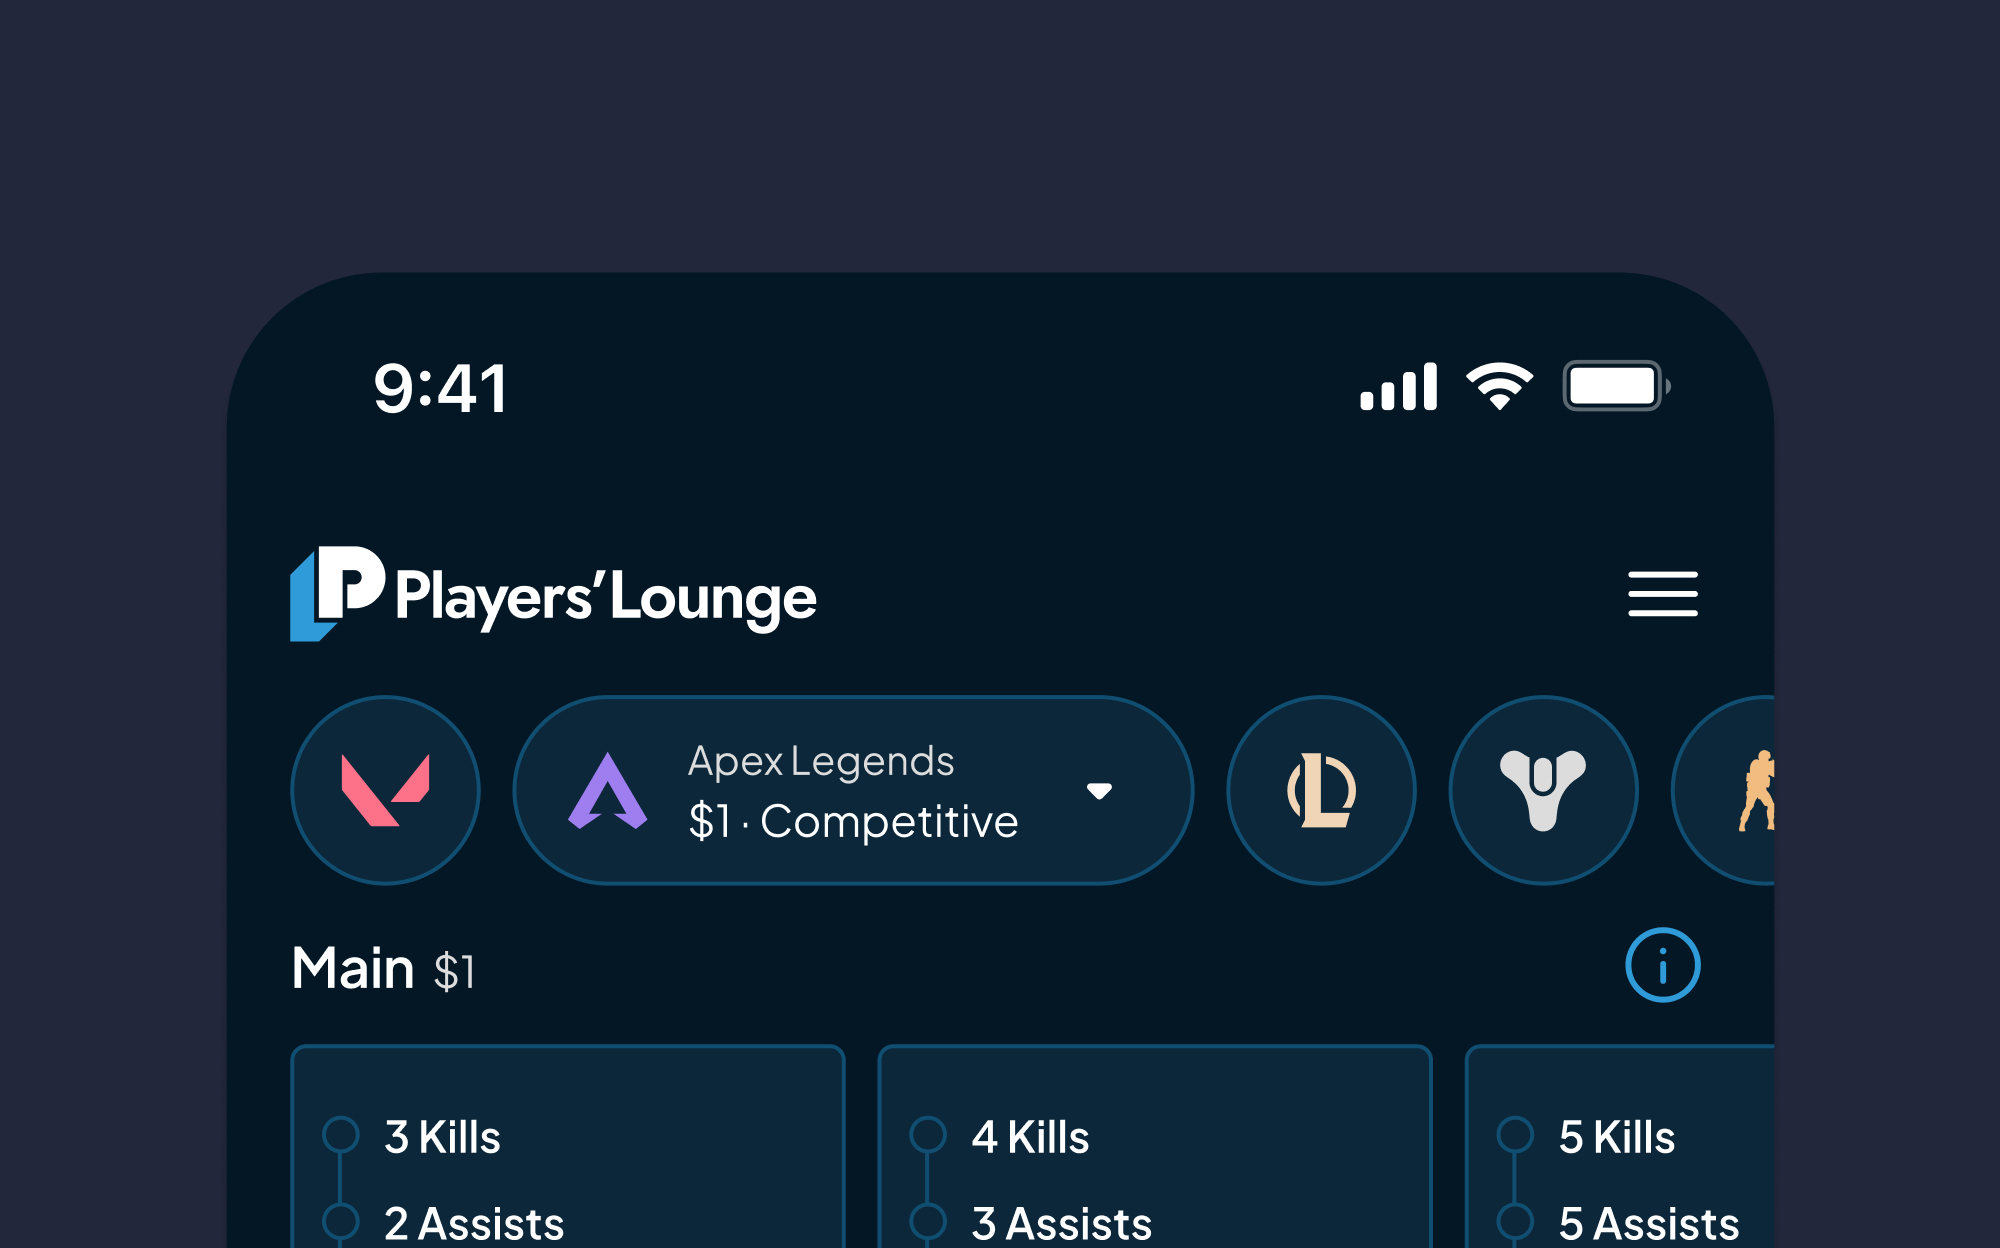 9:41
Players’Lounge
Apex Legends
$1 · Competitive
Main $1
3 Kills
2 Assists
4 Kills
3 Assists
5 Kills
5 Assists